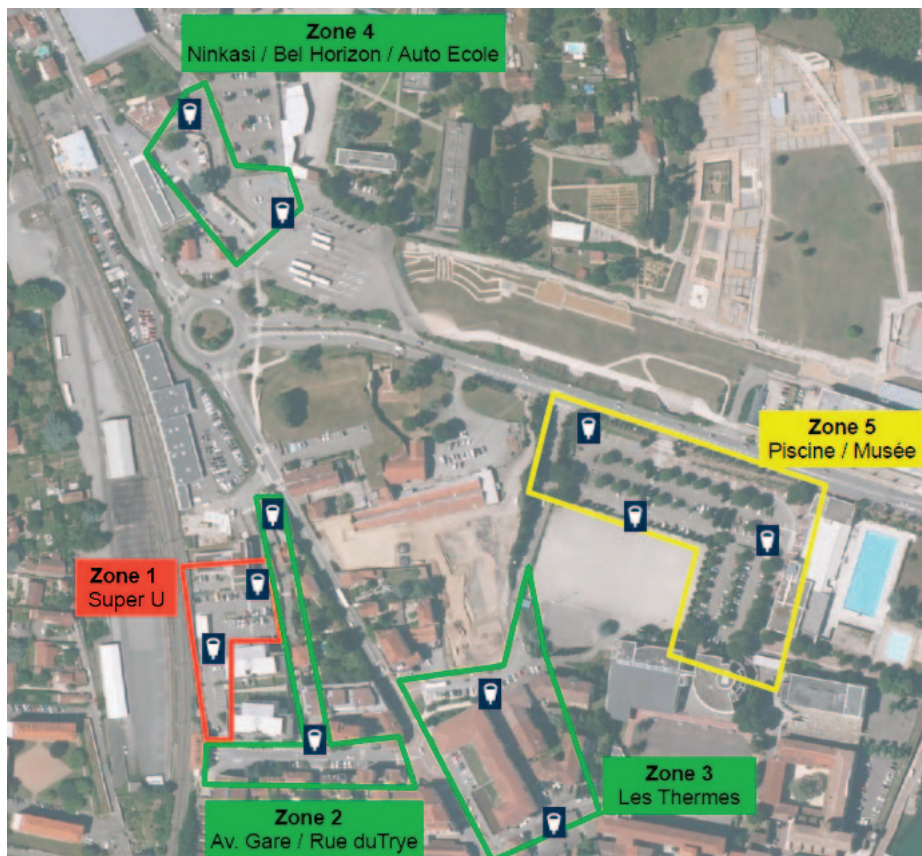 Zone 4
Ninkasi / Bel Horizon / Auto Ecole
Zone 5
Piscine / Musée
Zone 1
Super U
Zone 3
Les Thermes
Zone 2
Av. Gare / Rue duTrye